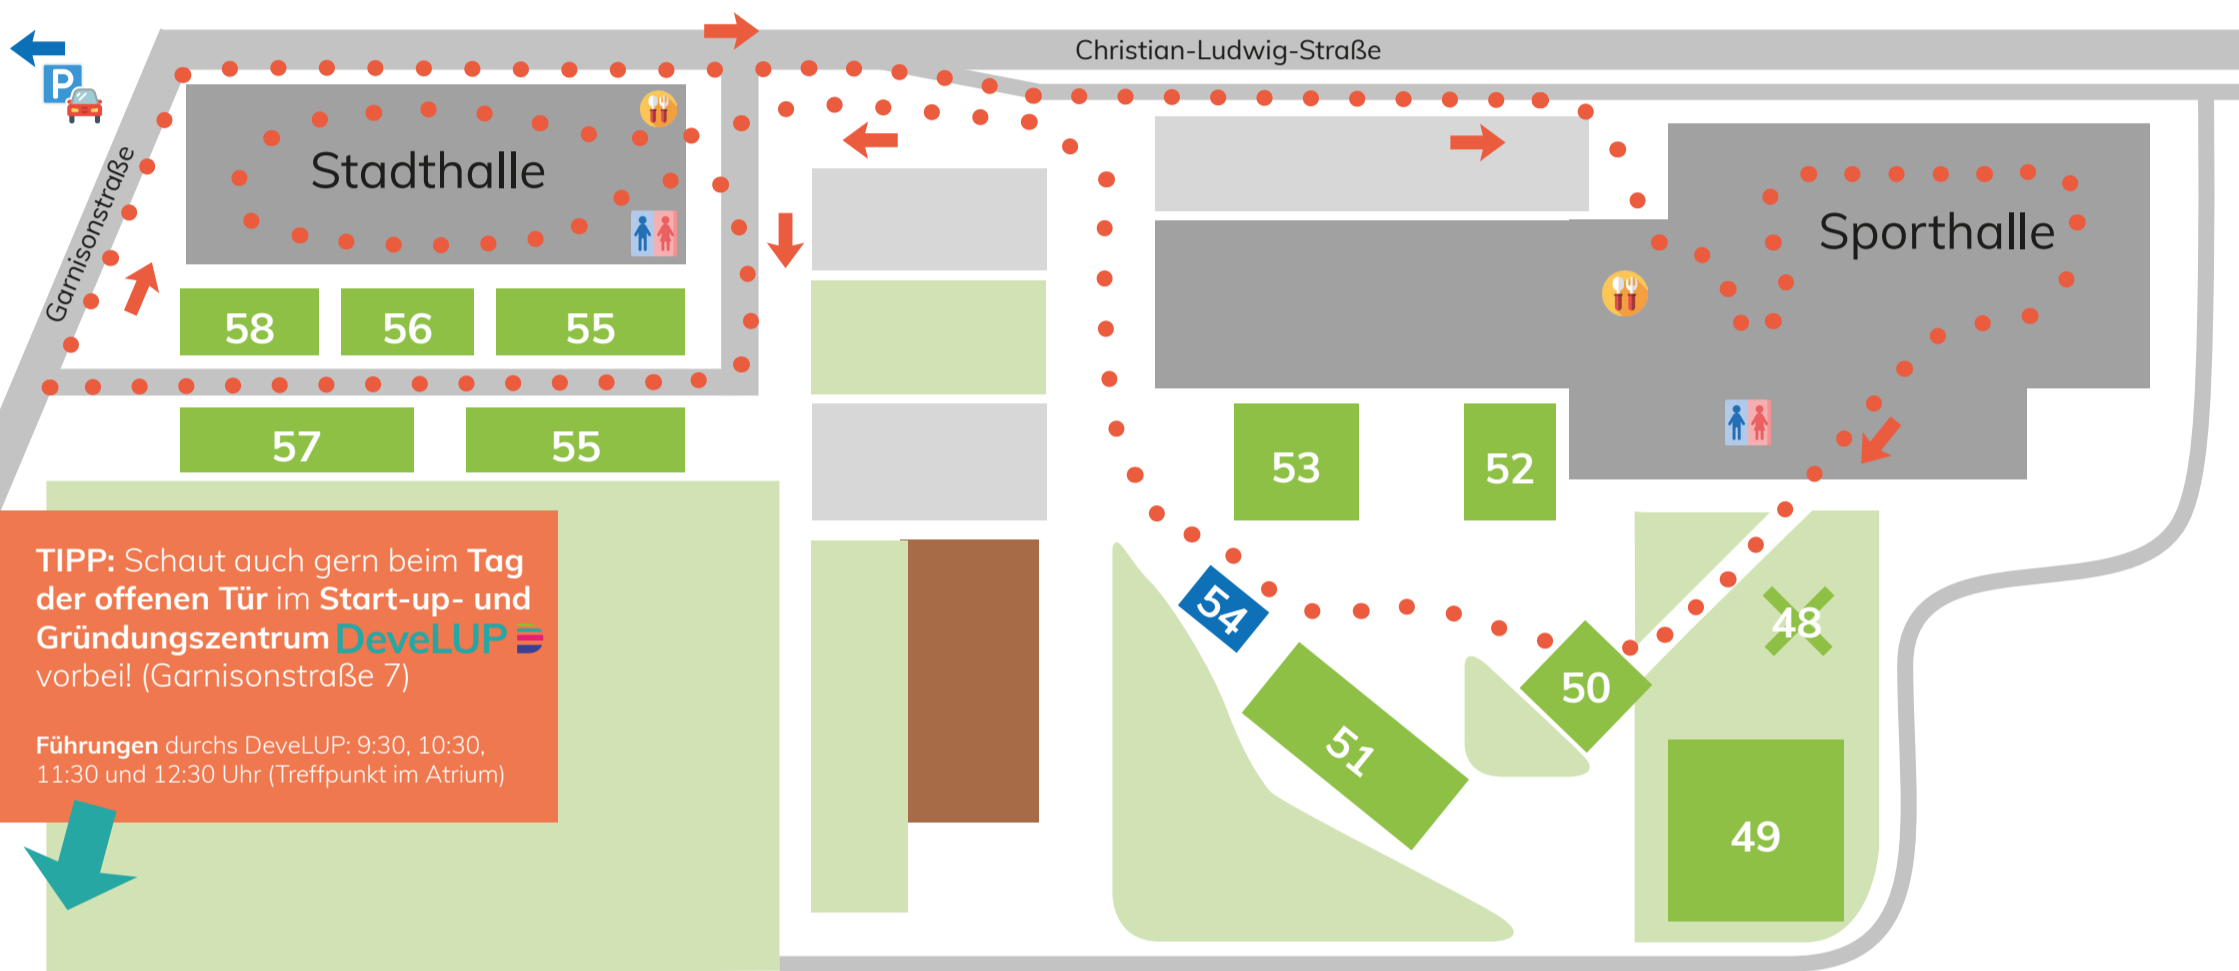 Christian-Ludwig-Straße
P
Garnisonstraße
Stadthalle
Sporthalle
58
56
55
57
55
53
52
54
51
50
48
49
TIPP: Schaut auch gern beim Tag
der offenen Tür im Start-up- und
Gründungszentrum DeveLUP
vorbei! (Garnisonstraße 7)
Führungen durchs DeveLUP: 9:30, 10:30,
11:30 und 12:30 Uhr (Treffpunkt im Atrium)